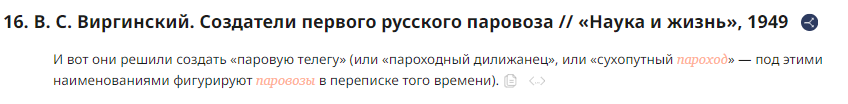 16. В. С. Виргинский. Создатели первого русского паровоза // «Наука и жизнь», 1949
И вот они решили создать «паровую телегу» (или «пароходный дилижанец», или «сухопутный пароход» — под этими
наименованиями фигурируют паровозы в переписке того времени).